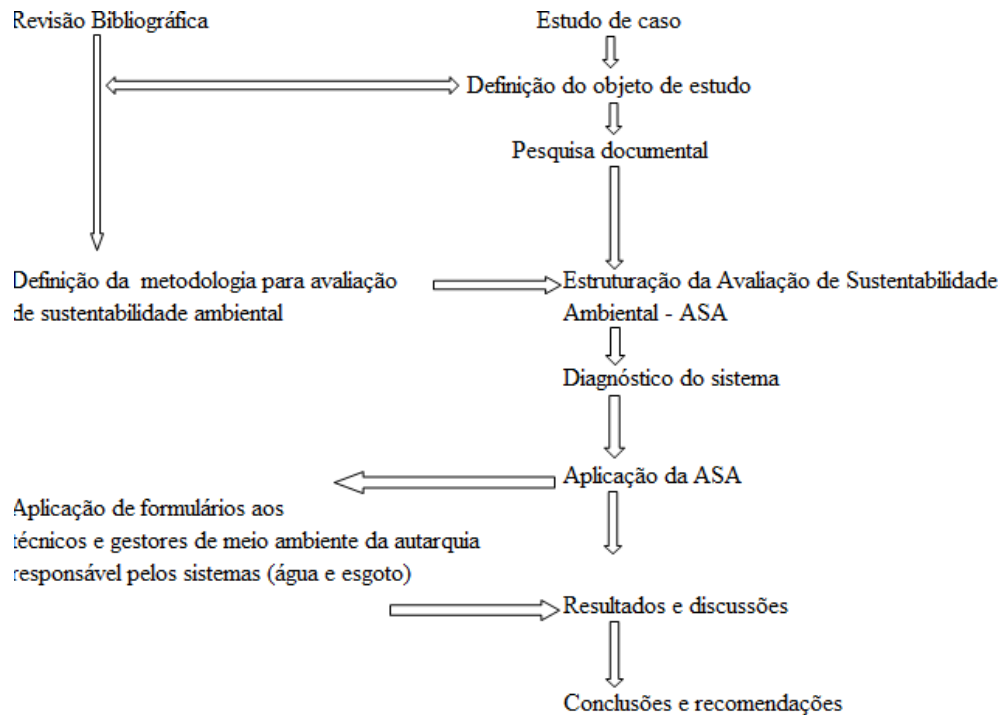 Revisão Bibliográfica
Estudo de caso
Definição do objeto de estudo
Pesquisa documental
Definição da metodologia para avaliação
de sustentabilidade ambiental
Estruturação da Avaliação de Sustentabilidade
Ambiental - ASA
Diagnóstico do sistema
Aplicação da ASA
Aplicação de formulários aos
técnicos e gestores de meio ambiente da autarquia
responsável pelos sistemas (água e esgoto)
Resultados e discussões
Conclusões e recomendações